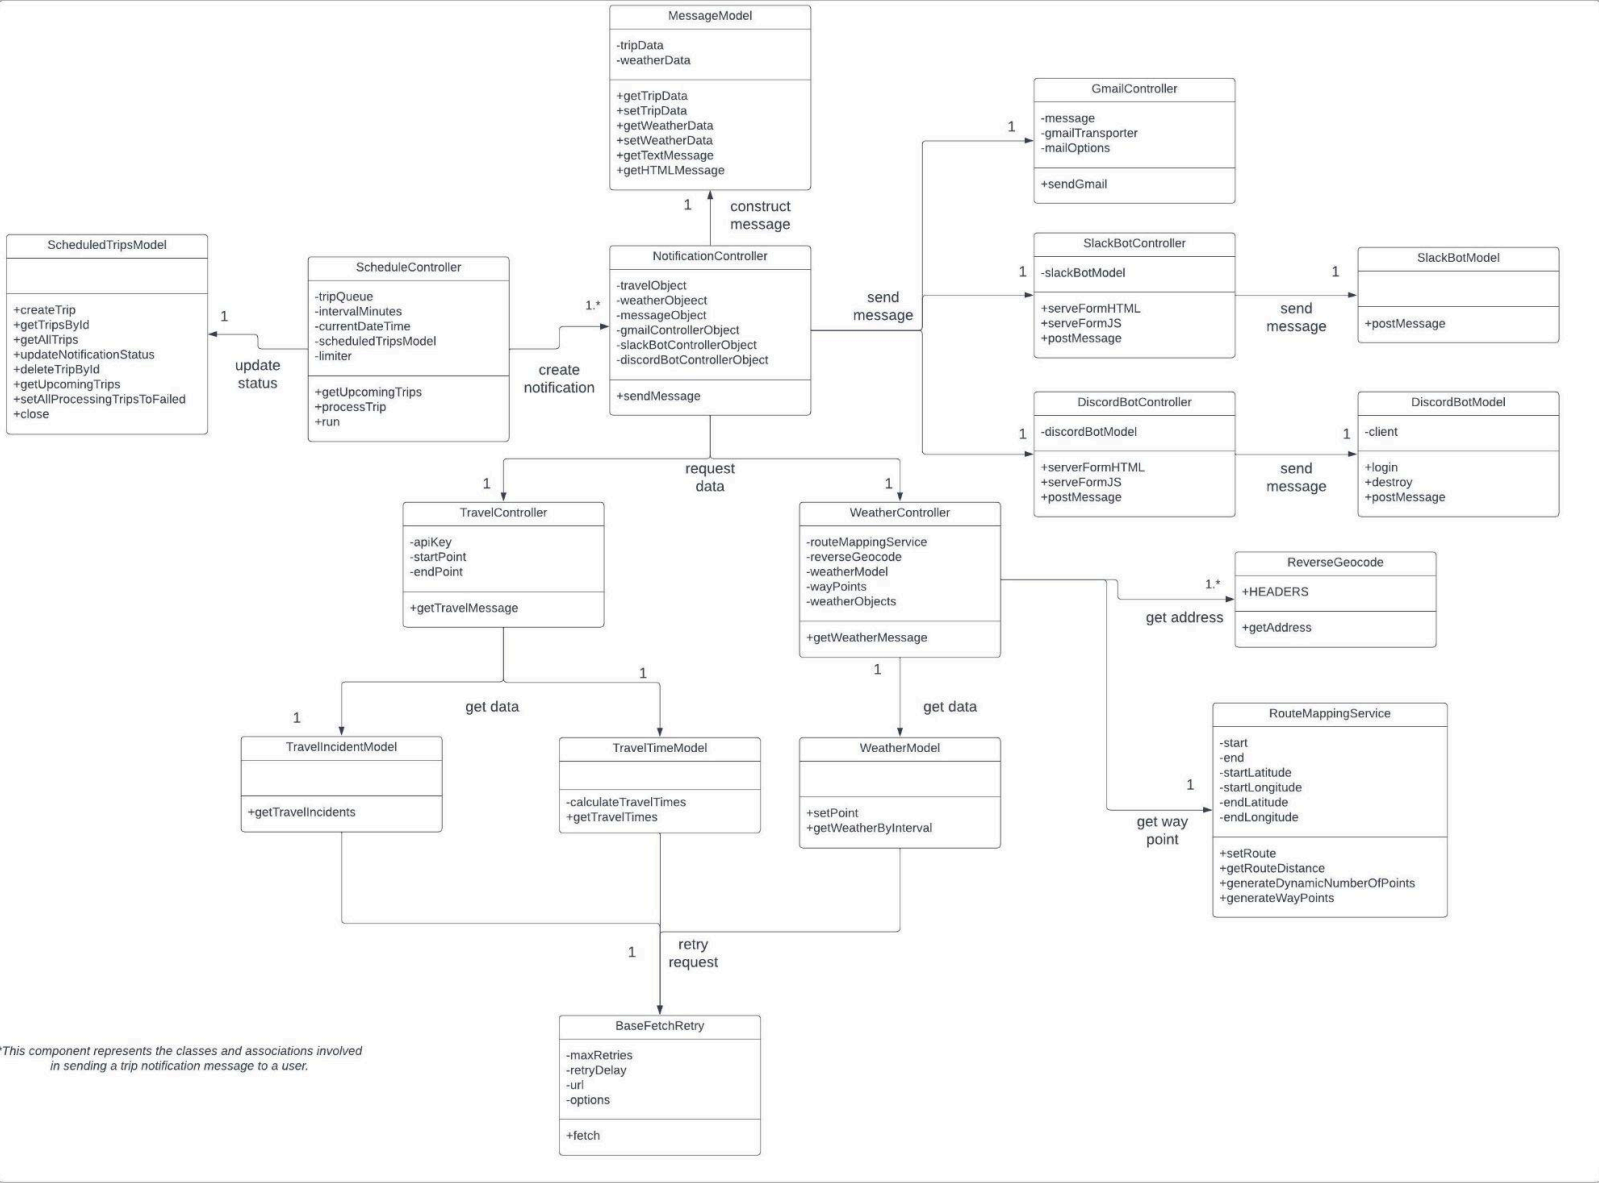 MessageModel
-tripData
-weatherData
+getTripData
+setTripData
+getWeatherData
+setWeatherData
+getTextMessage
+getHTMLMessage
1
construct
message
GmailController
-message
-gmailTransporter
-mailOptions
+sendGmail
1
ScheduledTripsModel
+createTrip
+getTripsById
+getAllTrips
+updateNotificationStatus
+deleteTripById
+getUpcomingTrips
+setAllProcessingTripsToFailed
+close
1
update
status
ScheduleController
-tripQueue
-intervalMinutes
-currentDateTime
-scheduledTripsModel
-limiter
+getUpcomingTrips
+processTrip
+run
1.*
create
notification
NotificationController
-travelObject
-weatherObjeect
-messageObject
-gmailControllerObject
-slackBotControllerObject
-discordBotControllerObject
+sendMessage
send
message
1
SlackBotController
-slackBotModel
+serveFormHTML
+serveFormJS
+postMessage
1
send
message
SlackBotModel
+postMessage
1
DiscordBotController
-discordBotModel
+serverFormHTML
+serveFormJS
+postMessage
1
send
message
DiscordBotModel
-client
+login
+destroy
+postMessage
request
data
1
1
TravelController
-apiKey
-startPoint
-endPoint
+getTravelMessage
WeatherController
-routeMappingService
-reverseGeocode
-weatherModel
-wayPoints
-weatherObjects
+getWeatherMessage
1.*
get address
ReverseGeocode
+HEADERS
+getAddress
1
get data
1
1
get data
TravelIncidentModel
+getTravelIncidents
TravelTimeModel
-calculateTravelTimes
+getTravelTimes
WeatherModel
+setPoint
+getWeatherByInterval
1
get way
point
RouteMappingService
-start
-end
-startLatitude
-startLongitude
-endLatitude
-endLongitude
+setRoute
+getRouteDistance
+generateDynamicNumberOfPoints
+generateWayPoints
1
retry
request
BaseFetchRetry
-maxRetries
-retryDelay
-url
-options
+fetch
*This component represents the classes and associations involved
in sending a trip notification message to a user.